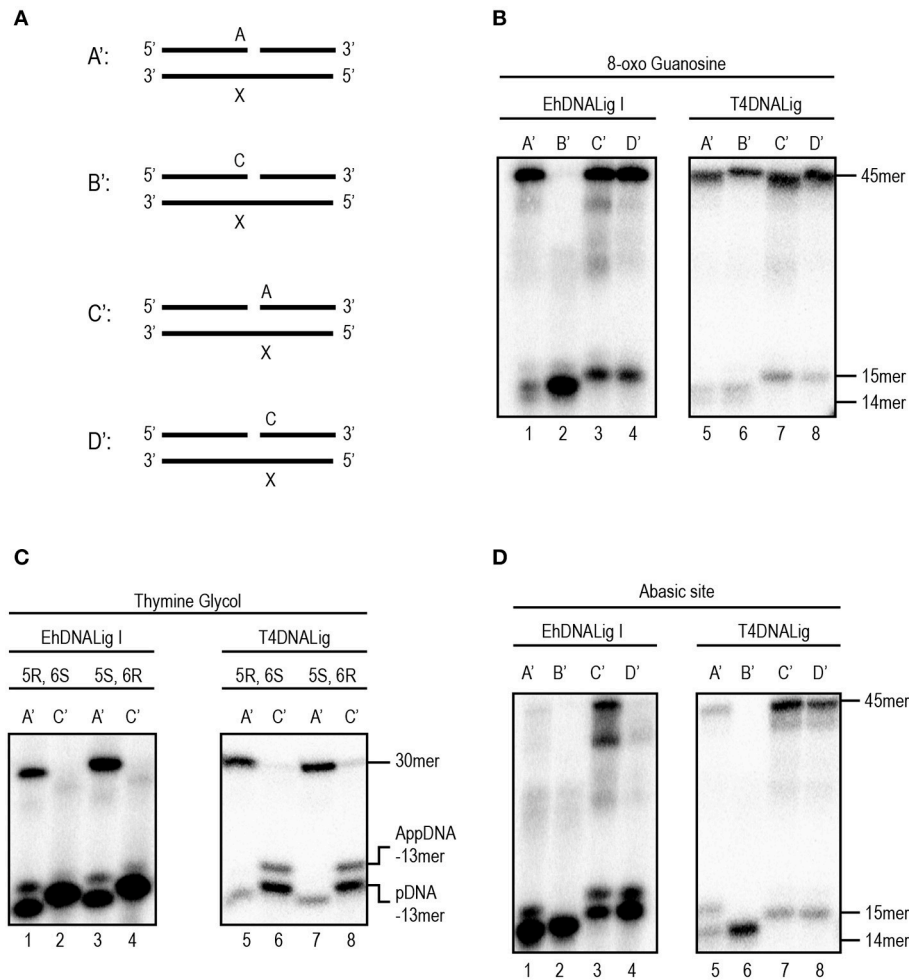 A
A
A’:
5’
3’
3’
5’
X
C
B’:
5’
3’
3’
5’
X
A
C’:
5’
3’
3’
5’
X
C
D’:
5’
3’
3’
5’
X
B
8-oxo Guanosine
EhDNALig I
T4DNALig
A’ B’ C’ D’
A’ B’ C’ D’
45mer
15mer
14mer
1 2 3 4
5 6 7 8
C
Thymine Glycol
EhDNALig I
T4DNALig
5R, 6S 5S, 6R
5R, 6S 5S, 6R
A’ C’ A’ C’
A’ C’ A’ C’
30mer
AppDNA
-13mer
pDNA
-13mer
1 2 3 4
5 6 7 8
D
Abasic site
EhDNALig I
T4DNALig
A’ B’ C’ D’
A’ B’ C’ D’
45mer
15mer
14mer
1 2 3 4
5 6 7 8